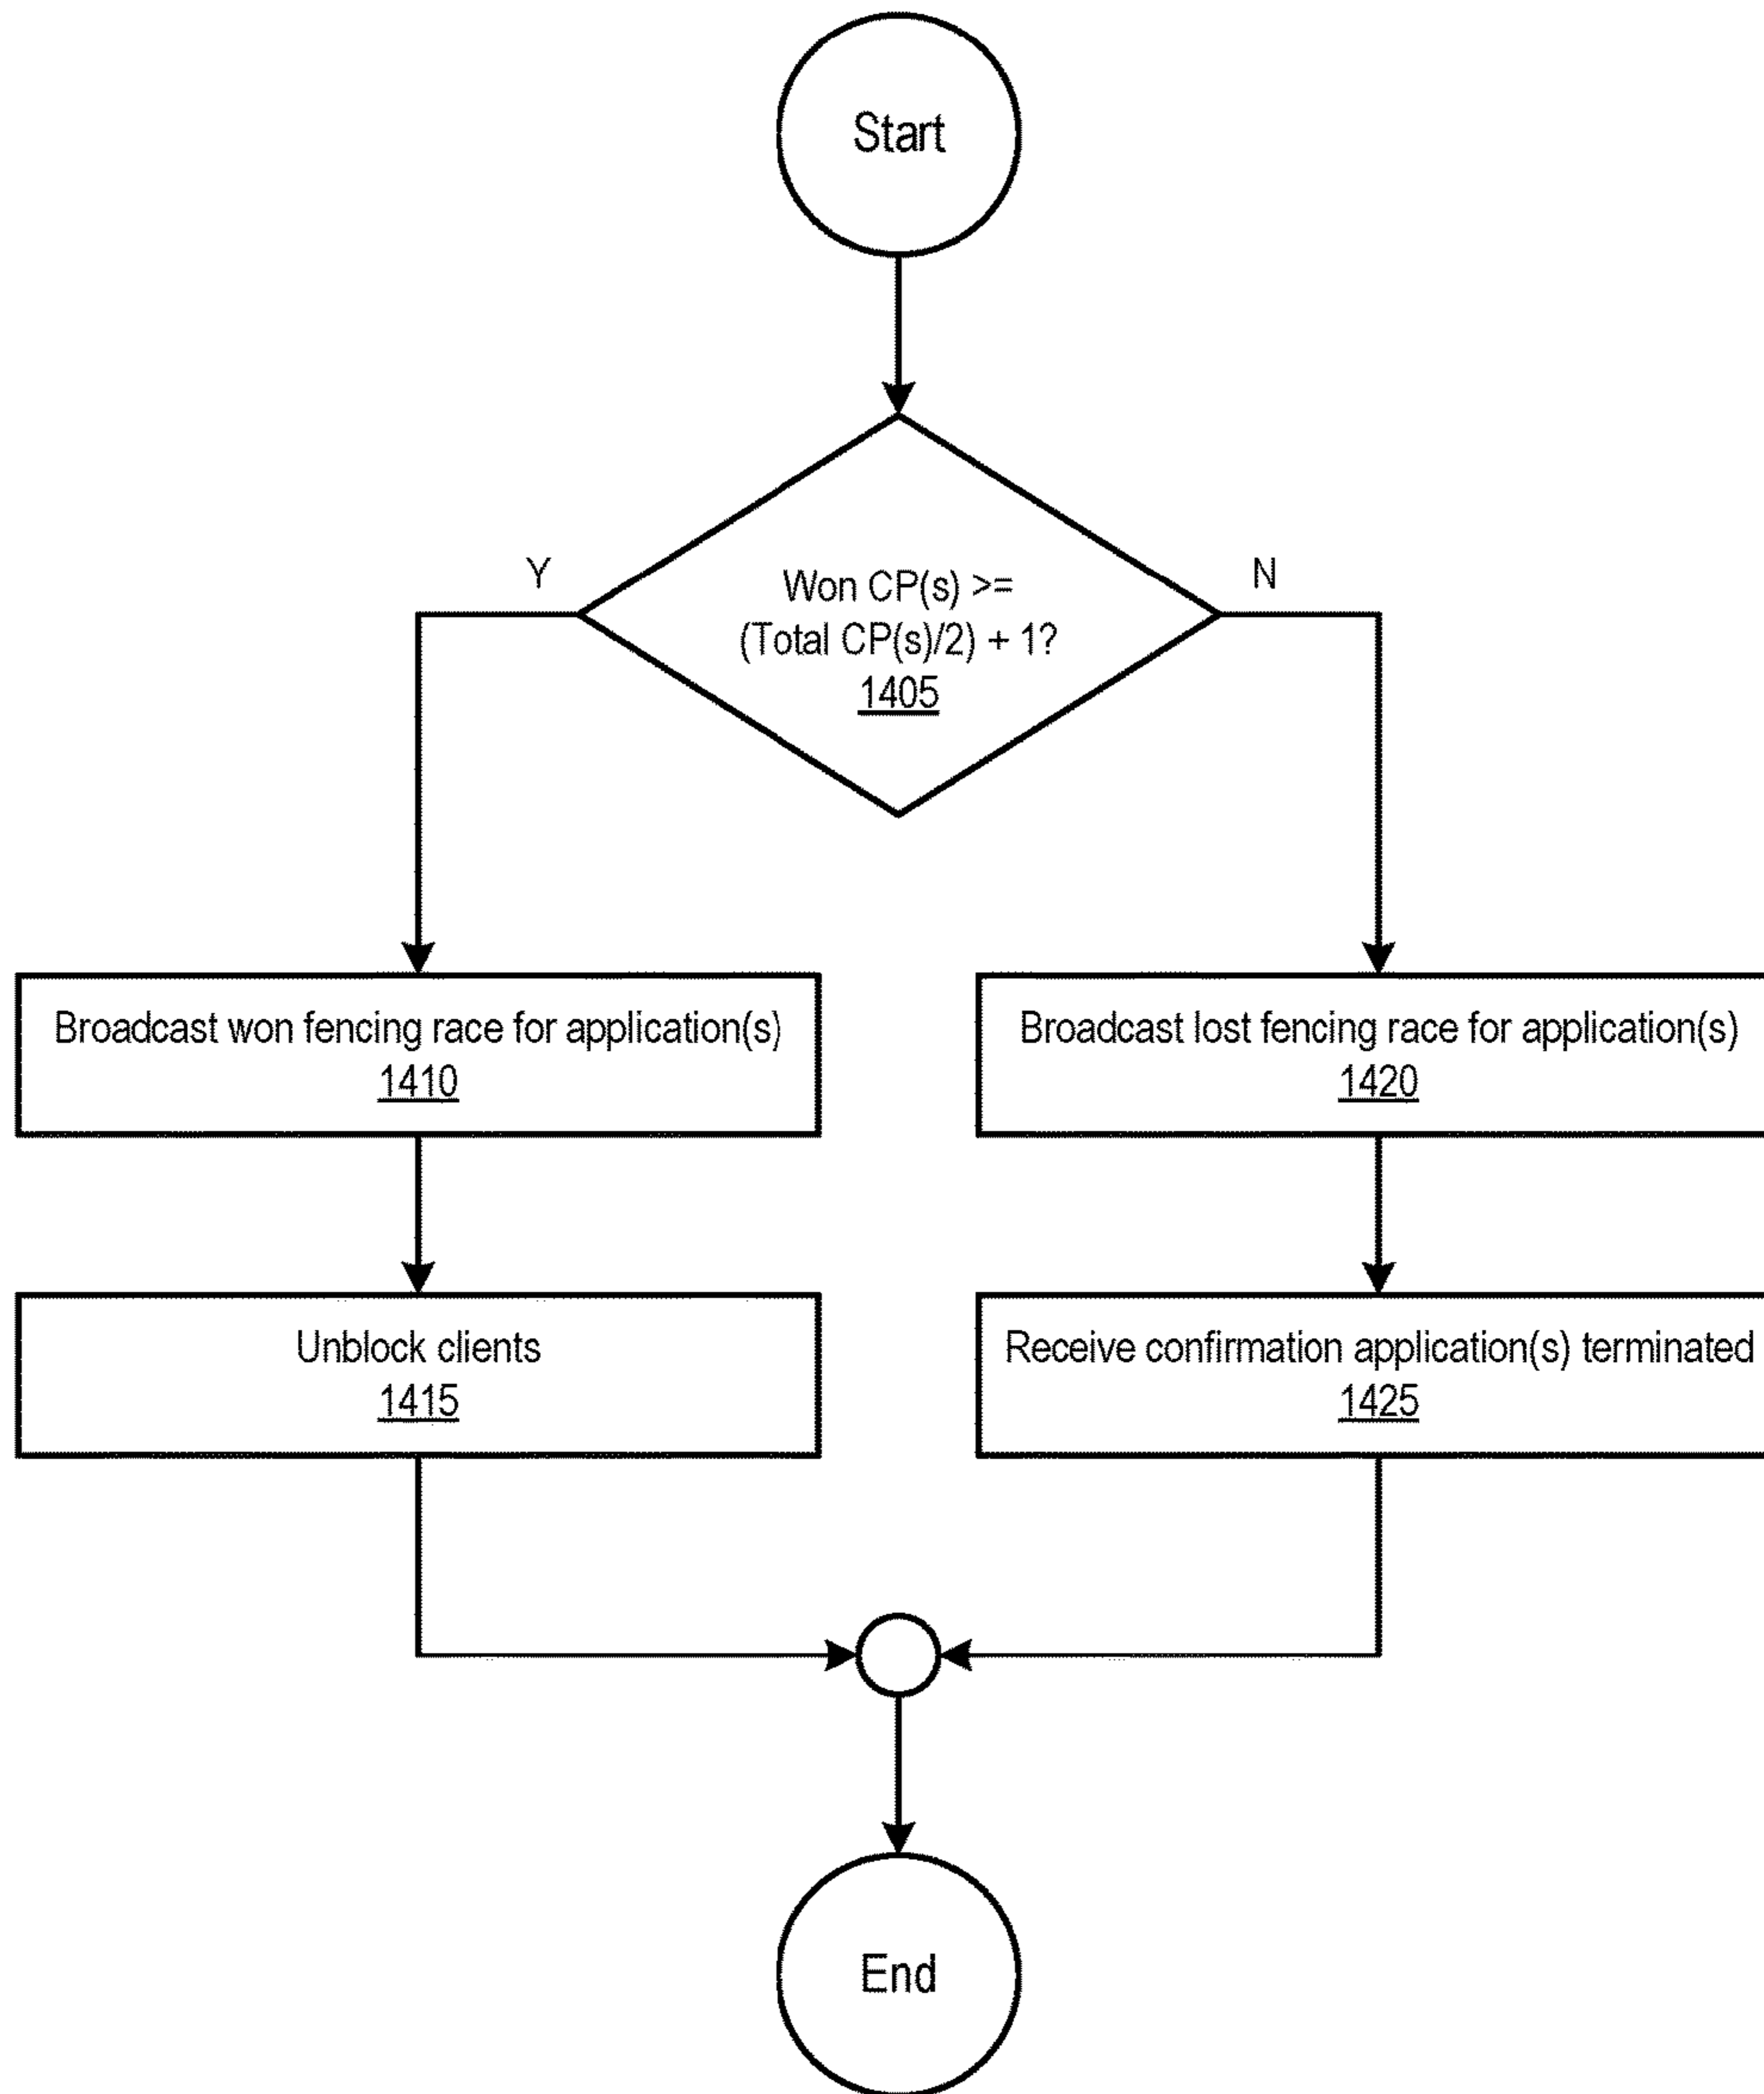 Start
Y
N
Won CP(s) >=
(Total CP(s)/2) + 1?
1405
Broadcast won fencing race for application(s)
1410
Broadcast lost fencing race for application(s)
1420
Unblock clients
1415
Receive confirmation application(s) terminated
1425
End